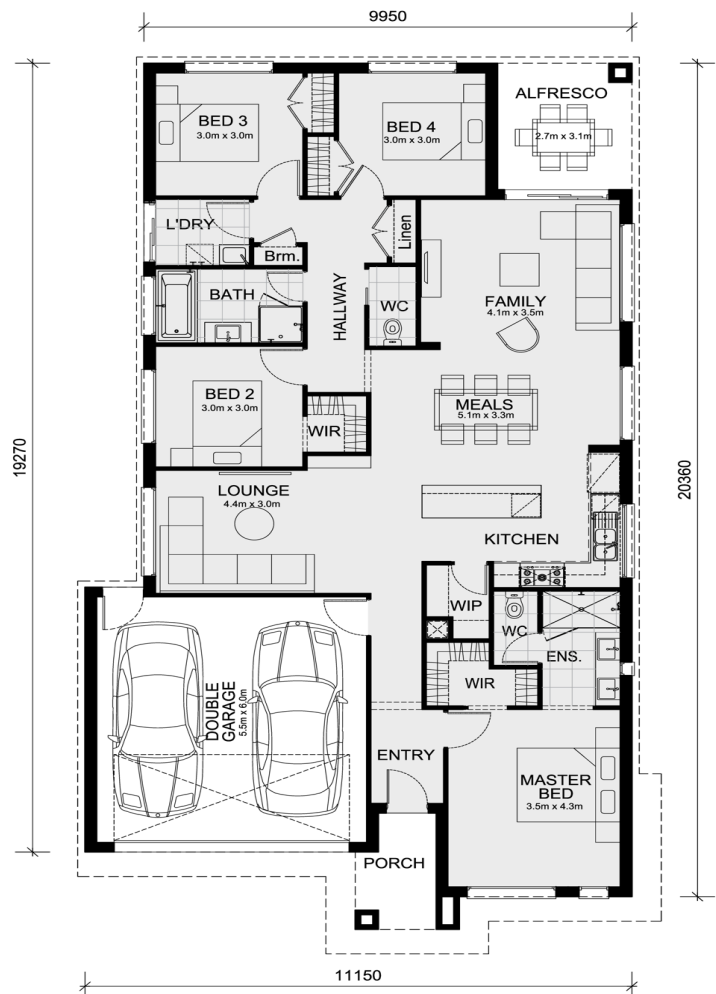 9950
ALFRESCO
2.7m x 3.1m
BED 3
3.0m x 3.0m
BED 4
3.0m x 3.0m
L'DRY
Linen
Brm.
BATH
HALLWAY
WC
FAMILY
4.1m x 3.5m
BED 2
3.0m x 3.0m
WIR
MEALS
5.1m x 3.3m
19270
20360
LOUNGE
4.4m x 3.0m
KITCHEN
WIP
WC
ENS.
WIR
DOUBLE
GARAGE
5.5m x 6.0m
ENTRY
MASTER
BED
3.5m x 4.3m
PORCH
11150